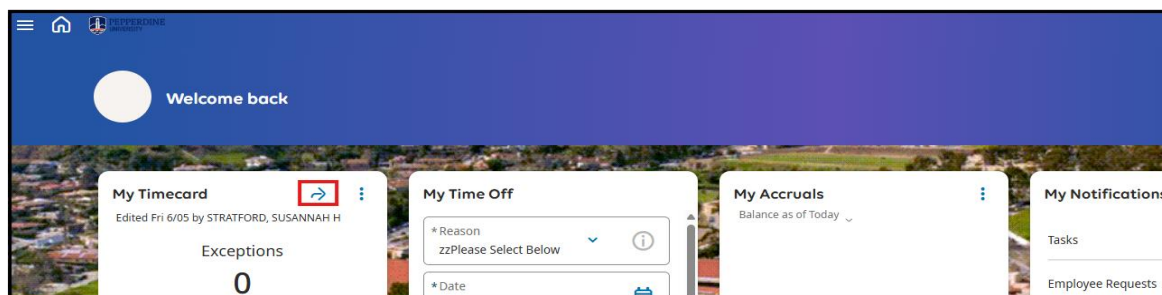 PEPPERDINE
UNIVERSITY
Welcome back
My Timecard
Edited Fri 6/05 by STRATFORD, SUSANNAH H
Exceptions
0
My Time Off
*Reason
zzPlease Select Below
*Date
My Accruals
Balance as of Today
My Notifications
Tasks
Employee Requests